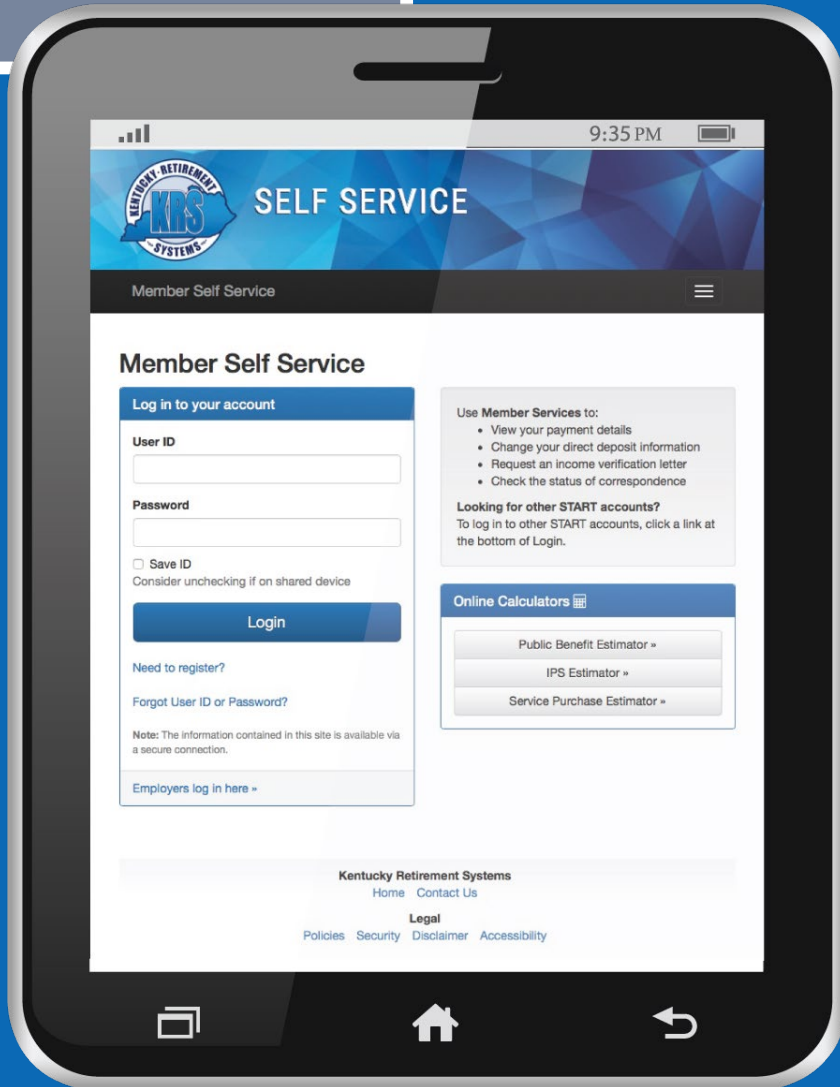 9:35 PM
KENTUCKY·RETIREMENT
KRS
SYSTEMS
SELF SERVICE
Member Self Service
Member Self Service
Log in to your account
User ID
Password
Save ID
Consider unchecking if on shared device
Login
Need to register?
Forgot User ID or Password?
Note: The information contained in this site is available via
a secure connection.
Employers log in here »
Use Member Services to:
• View your payment details
• Change your direct deposit information
• Request an income verification letter
• Check the status of correspondence
Looking for other START accounts?
To log in to other START accounts, click a link at
the bottom of Login.
Online Calculators
Public Benefit Estimator »
IPS Estimator »
Service Purchase Estimator »
Kentucky Retirement Systems
Home Contact Us
Legal
Policies Security Disclaimer Accessibility